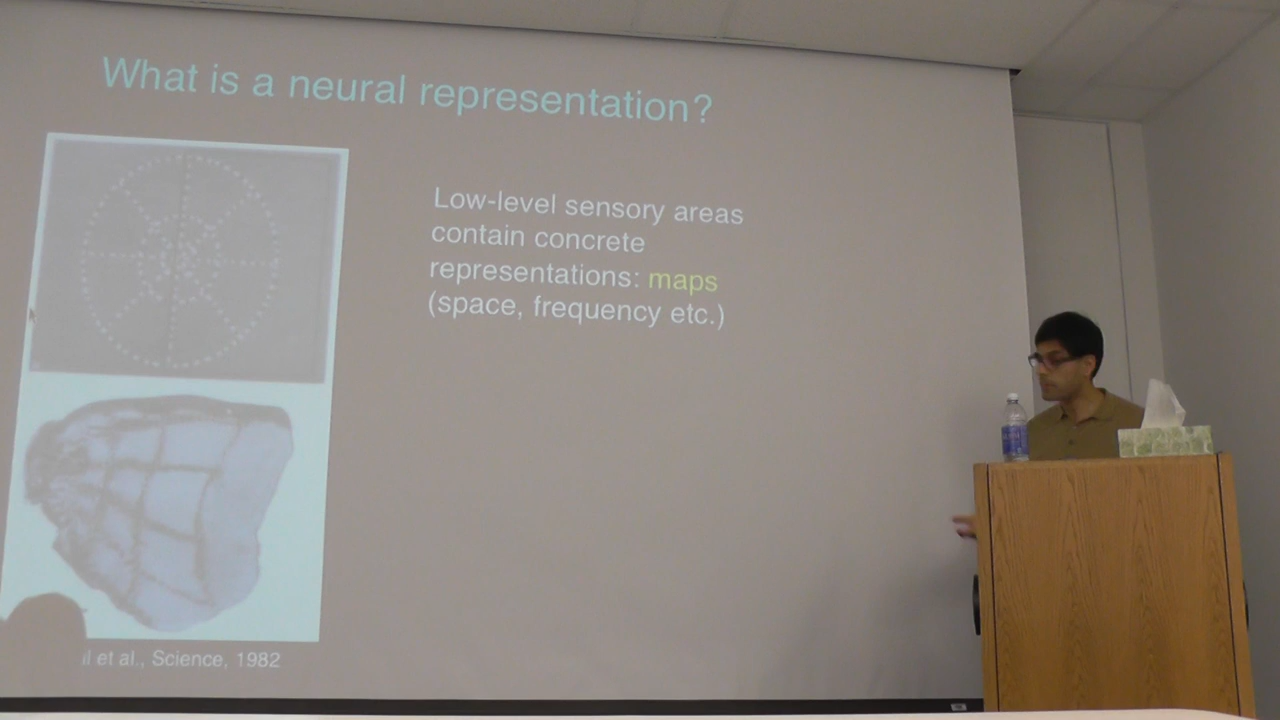 What is a neural representation?
Low-level sensory areas
contain concrete
representations: maps
(space, frequency etc.)
et al., Science, 1982